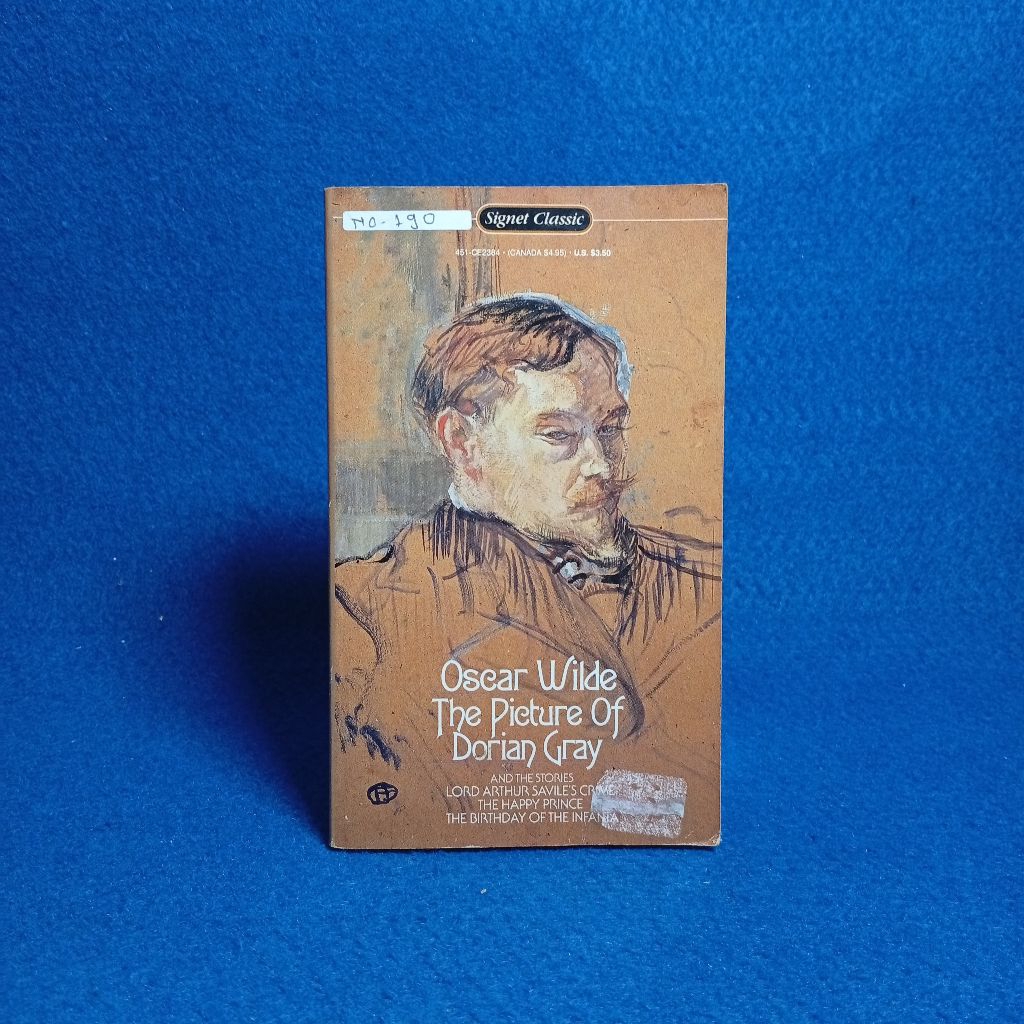 NO-190
Signet Classic
451-CE2384 • (CANADA $4.95) • U.S. $3.50
Oscar Wilde
The Picture Of
Dorian Gray
AND THE STORIES
LORD ARTHUR SAVILE'S CRIME
THE HAPPY PRINCE
THE BIRTHDAY OF THE INFANTA